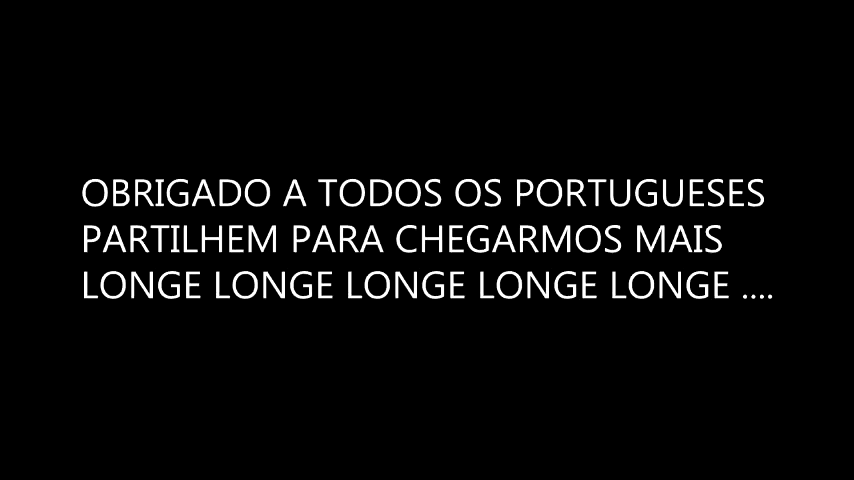 OBRIGADO A TODOS OS PORTUGUESES
PARTILHEM PARA CHEGARMOS MAIS
LONGE LONGE LONGE LONGE LONGE ....